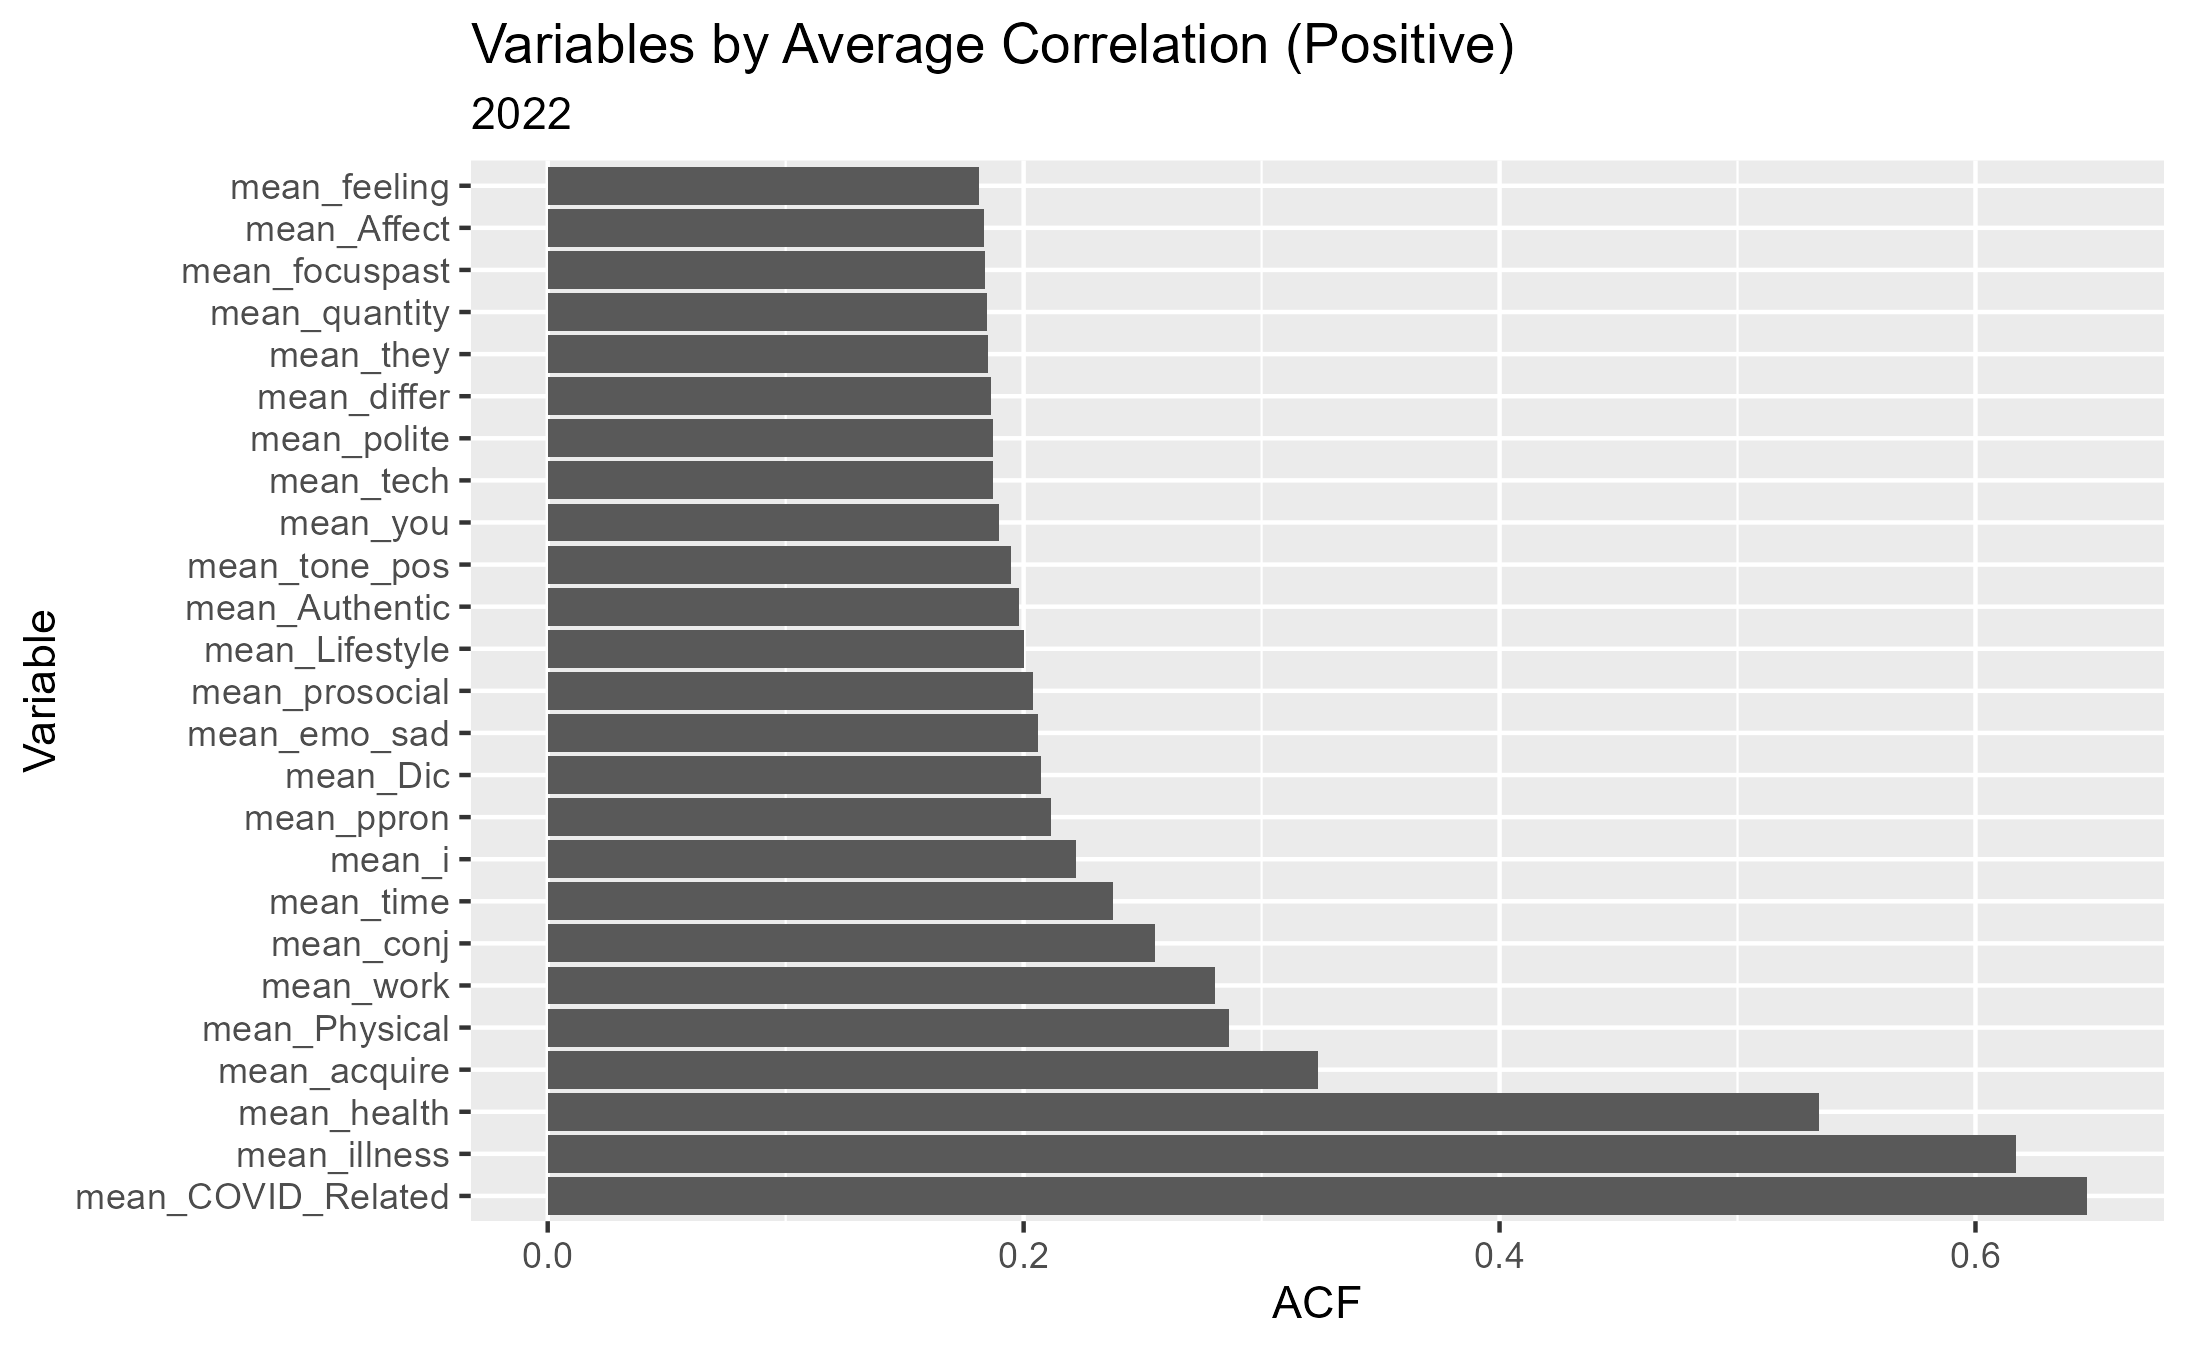 Variables by Average Correlation (Positive)
2022
Variable
mean_feeling
mean_Affect
mean_focuspast
mean_quantity
mean_they
mean_differ
mean_polite
mean_tech
mean_you
mean_tone_pos
mean_Authentic
mean_Lifestyle
mean_prosocial
mean_emo_sad
mean_Dic
mean_ppron
mean_i
mean_time
mean_conj
mean_work
mean_Physical
mean_acquire
mean_health
mean_illness
mean_COVID_Related
0.0 0.2 0.4 0.6
ACF